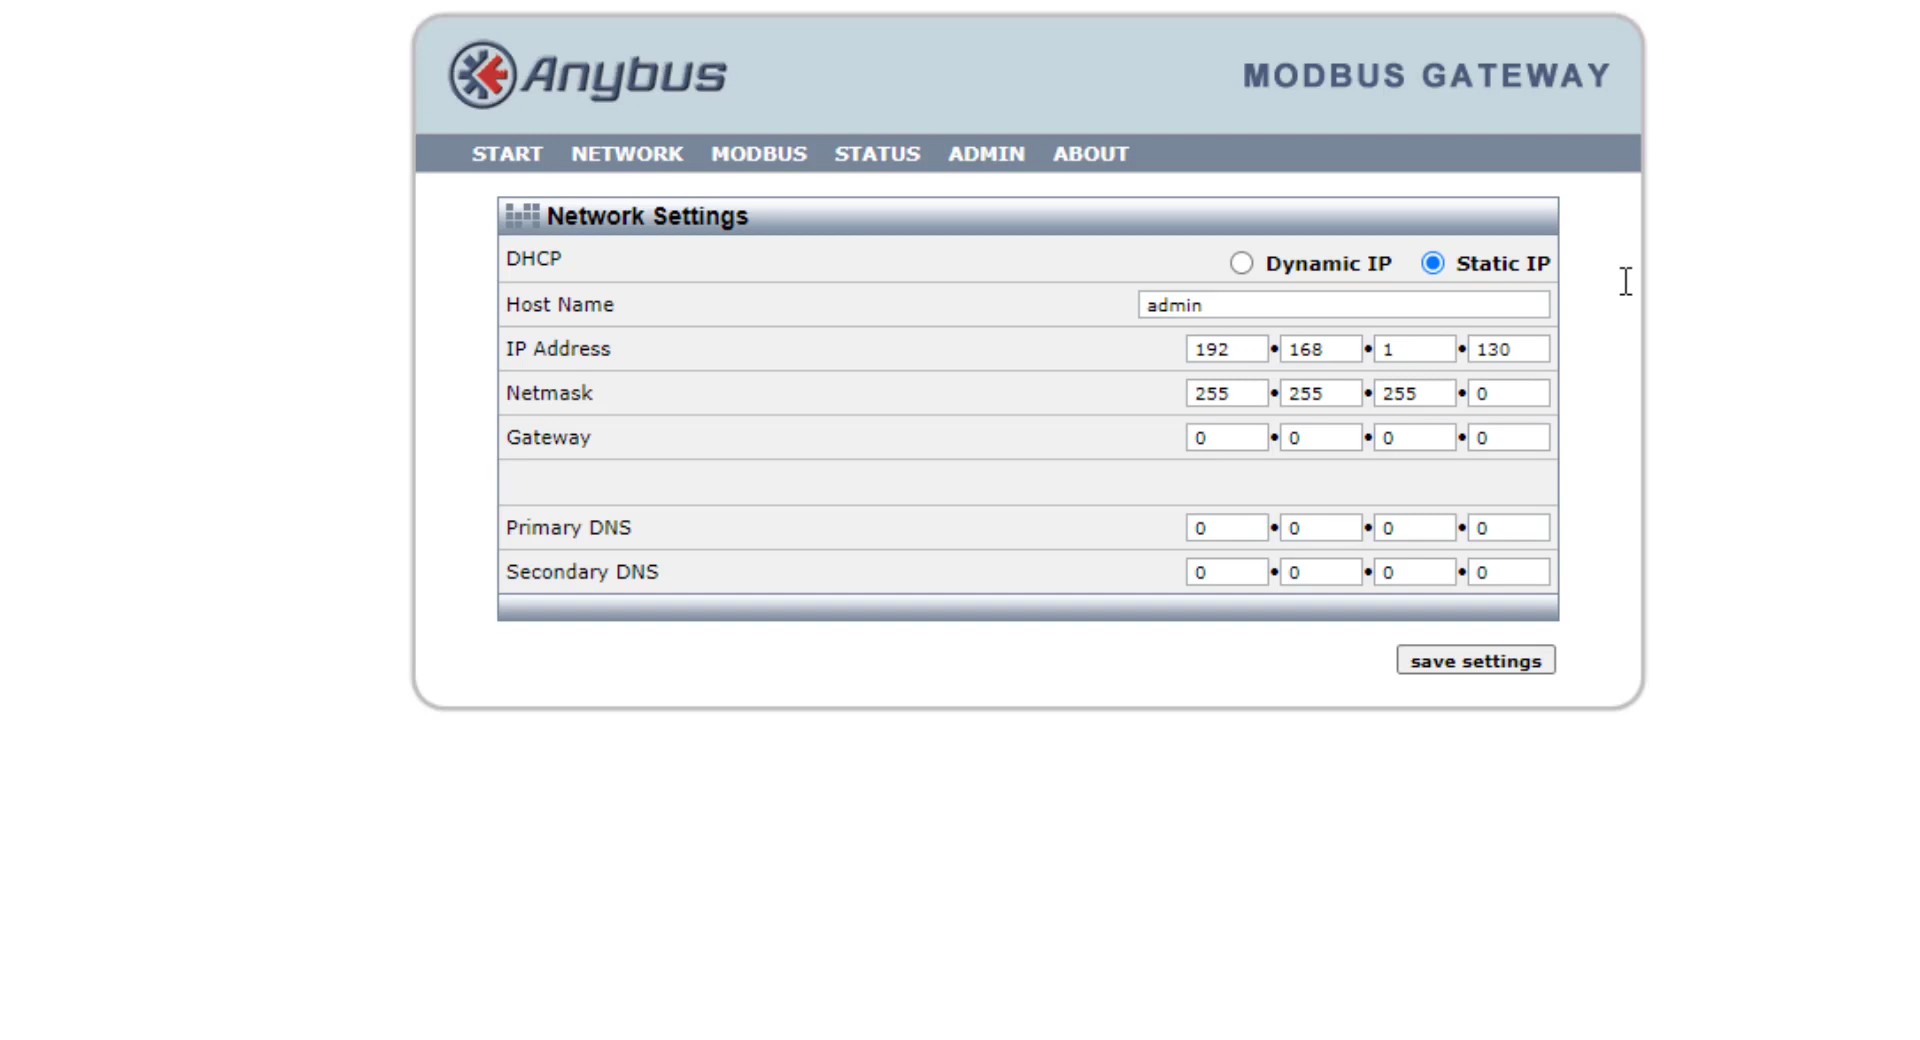 Anybus
MODBUS GATEWAY
START NETWORK MODBUS STATUS ADMIN ABOUT
Network Settings
DHCP Dynamic IP Static IP
Host Name admin
IP Address 192 • 168 • 1 • 130
Netmask 255 • 255 • 255 • 0
Gateway 0 • 0 • 0 • 0
Primary DNS 0 • 0 • 0 • 0
Secondary DNS 0 • 0 • 0 • 0
save settings